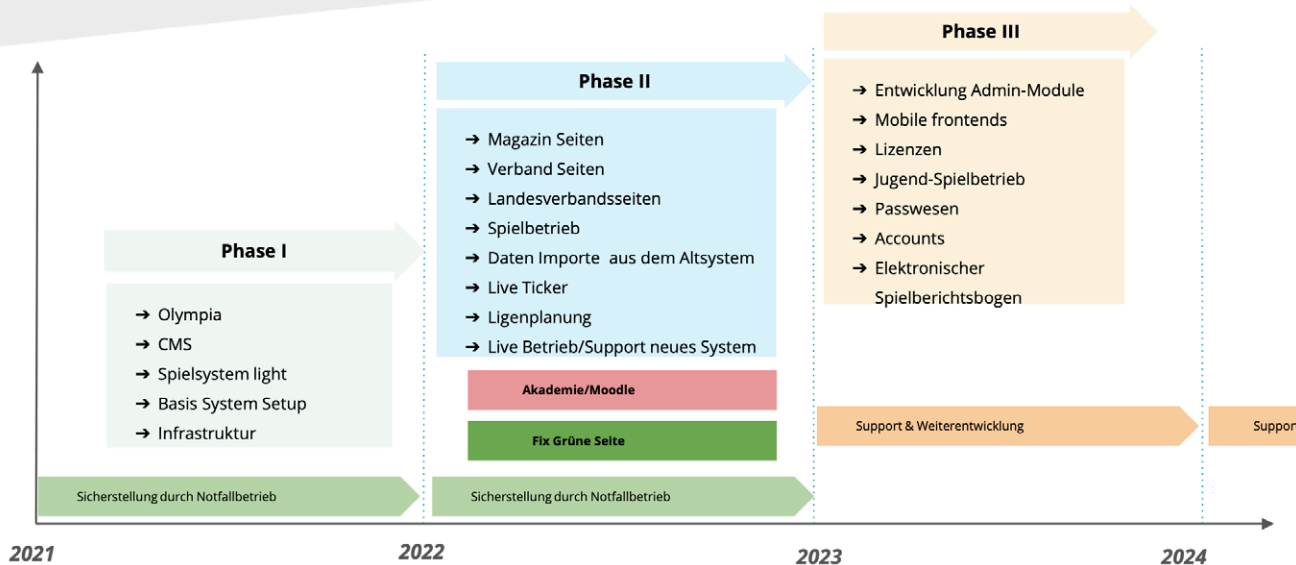 Phase I
→ Olympia
→ CMS
→ Spielsystem light
→ Basis System Setup
→ Infrastruktur
Phase II
→ Magazin Seiten
→ Verband Seiten
→ Landesverbandsseiten
→ Spielbetrieb
→ Daten Importe aus dem Altsystem
→ Live Ticker
→ Ligenplanung
→ Live Betrieb/Support neues System
Akademie/Moodle
Fix Grüne Seite
Phase III
→ Entwicklung Admin-Module
→ Mobile frontends
→ Lizenzen
→ Jugend-Spielbetrieb
→ Passwesen
→ Accounts
→ Elektronischer
Spielberichtsbogen
Support & Weiterentwicklung
Suppor
Sicherstellung durch Notfallbetrieb
Sicherstellung durch Notfallbetrieb
2021
2022
2023
2024